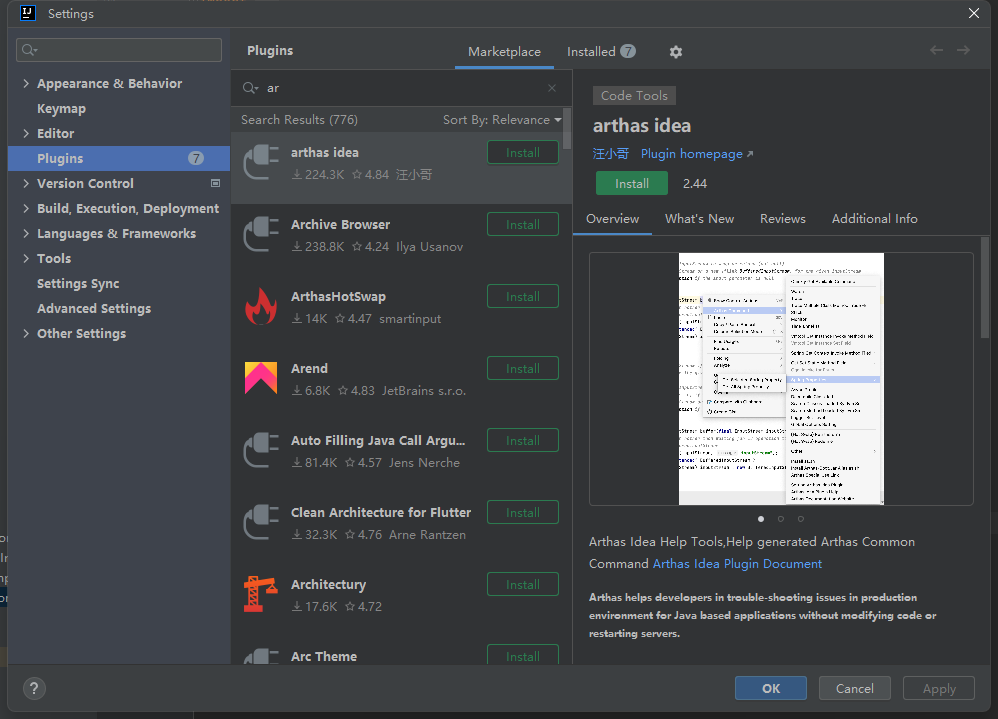 Settings
Appearance & Behavior
Keymap
Editor
Plugins 7
Version Control
Build, Execution, Deployment
Languages & Frameworks
Tools
Settings Sync
Advanced Settings
Other Settings
Plugins
Marketplace
Installed 7
ar
Search Results (776)
Sort By: Relevance
arthas idea
Install
224.3K 4.84 汪小哥
Archive Browser
Install
238.8K 4.24 Ilya Usanov
ArthasHotSwap
Install
14K 4.47 smartinput
Arend
Install
6.8K 4.83 JetBrains s.r.o.
Auto Filling Java Call Argu...
Install
81.4K 4.57 Jens Nerche
Clean Architecture for Flutter
Install
32.3K 4.76 Arne Rantzen
Architectury
Install
17.6K 4.72
Arc Theme
Install
Code Tools
arthas idea
汪小哥 Plugin homepage
Install 2.44
Overview
What's New
Reviews
Additional Info
Arthas Idea Help Tools,Help generated Arthas Common
Command Arthas Idea Plugin Document
Arthas helps developers in trouble-shooting issues in production
environment for Java based applications without modifying code or
restarting servers.
?
OK
Cancel
Apply